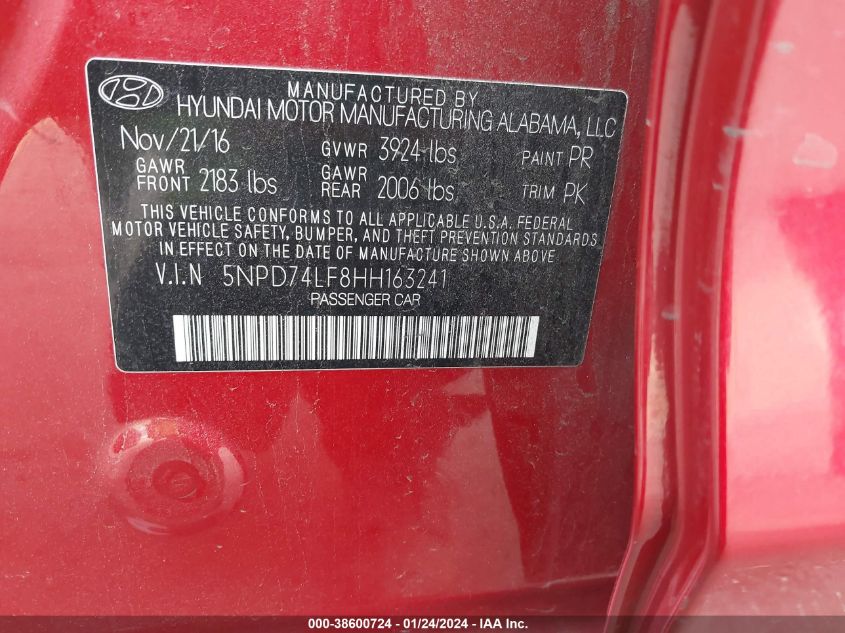 MANUFACTURED BY
HYUNDAI MOTOR MANUFACTURING ALABAMA, LLC
Nov/21/16 GVWR 3924 lbs PAINT PR
GAWR FRONT 2183 lbs GAWR REAR 2006 lbs TRIM PK
THIS VEHICLE CONFORMS TO ALL APPLICABLE U.S.A. FEDERAL
MOTOR VEHICLE SAFETY, BUMPER, AND THEFT PREVENTION STANDARDS
IN EFFECT ON THE DATE OF MANUFACTURE SHOWN ABOVE
V.I.N 5NPD74LF8HH163241
PASSENGER CAR
000-38600724 - 01/24/2024 - IAA Inc.